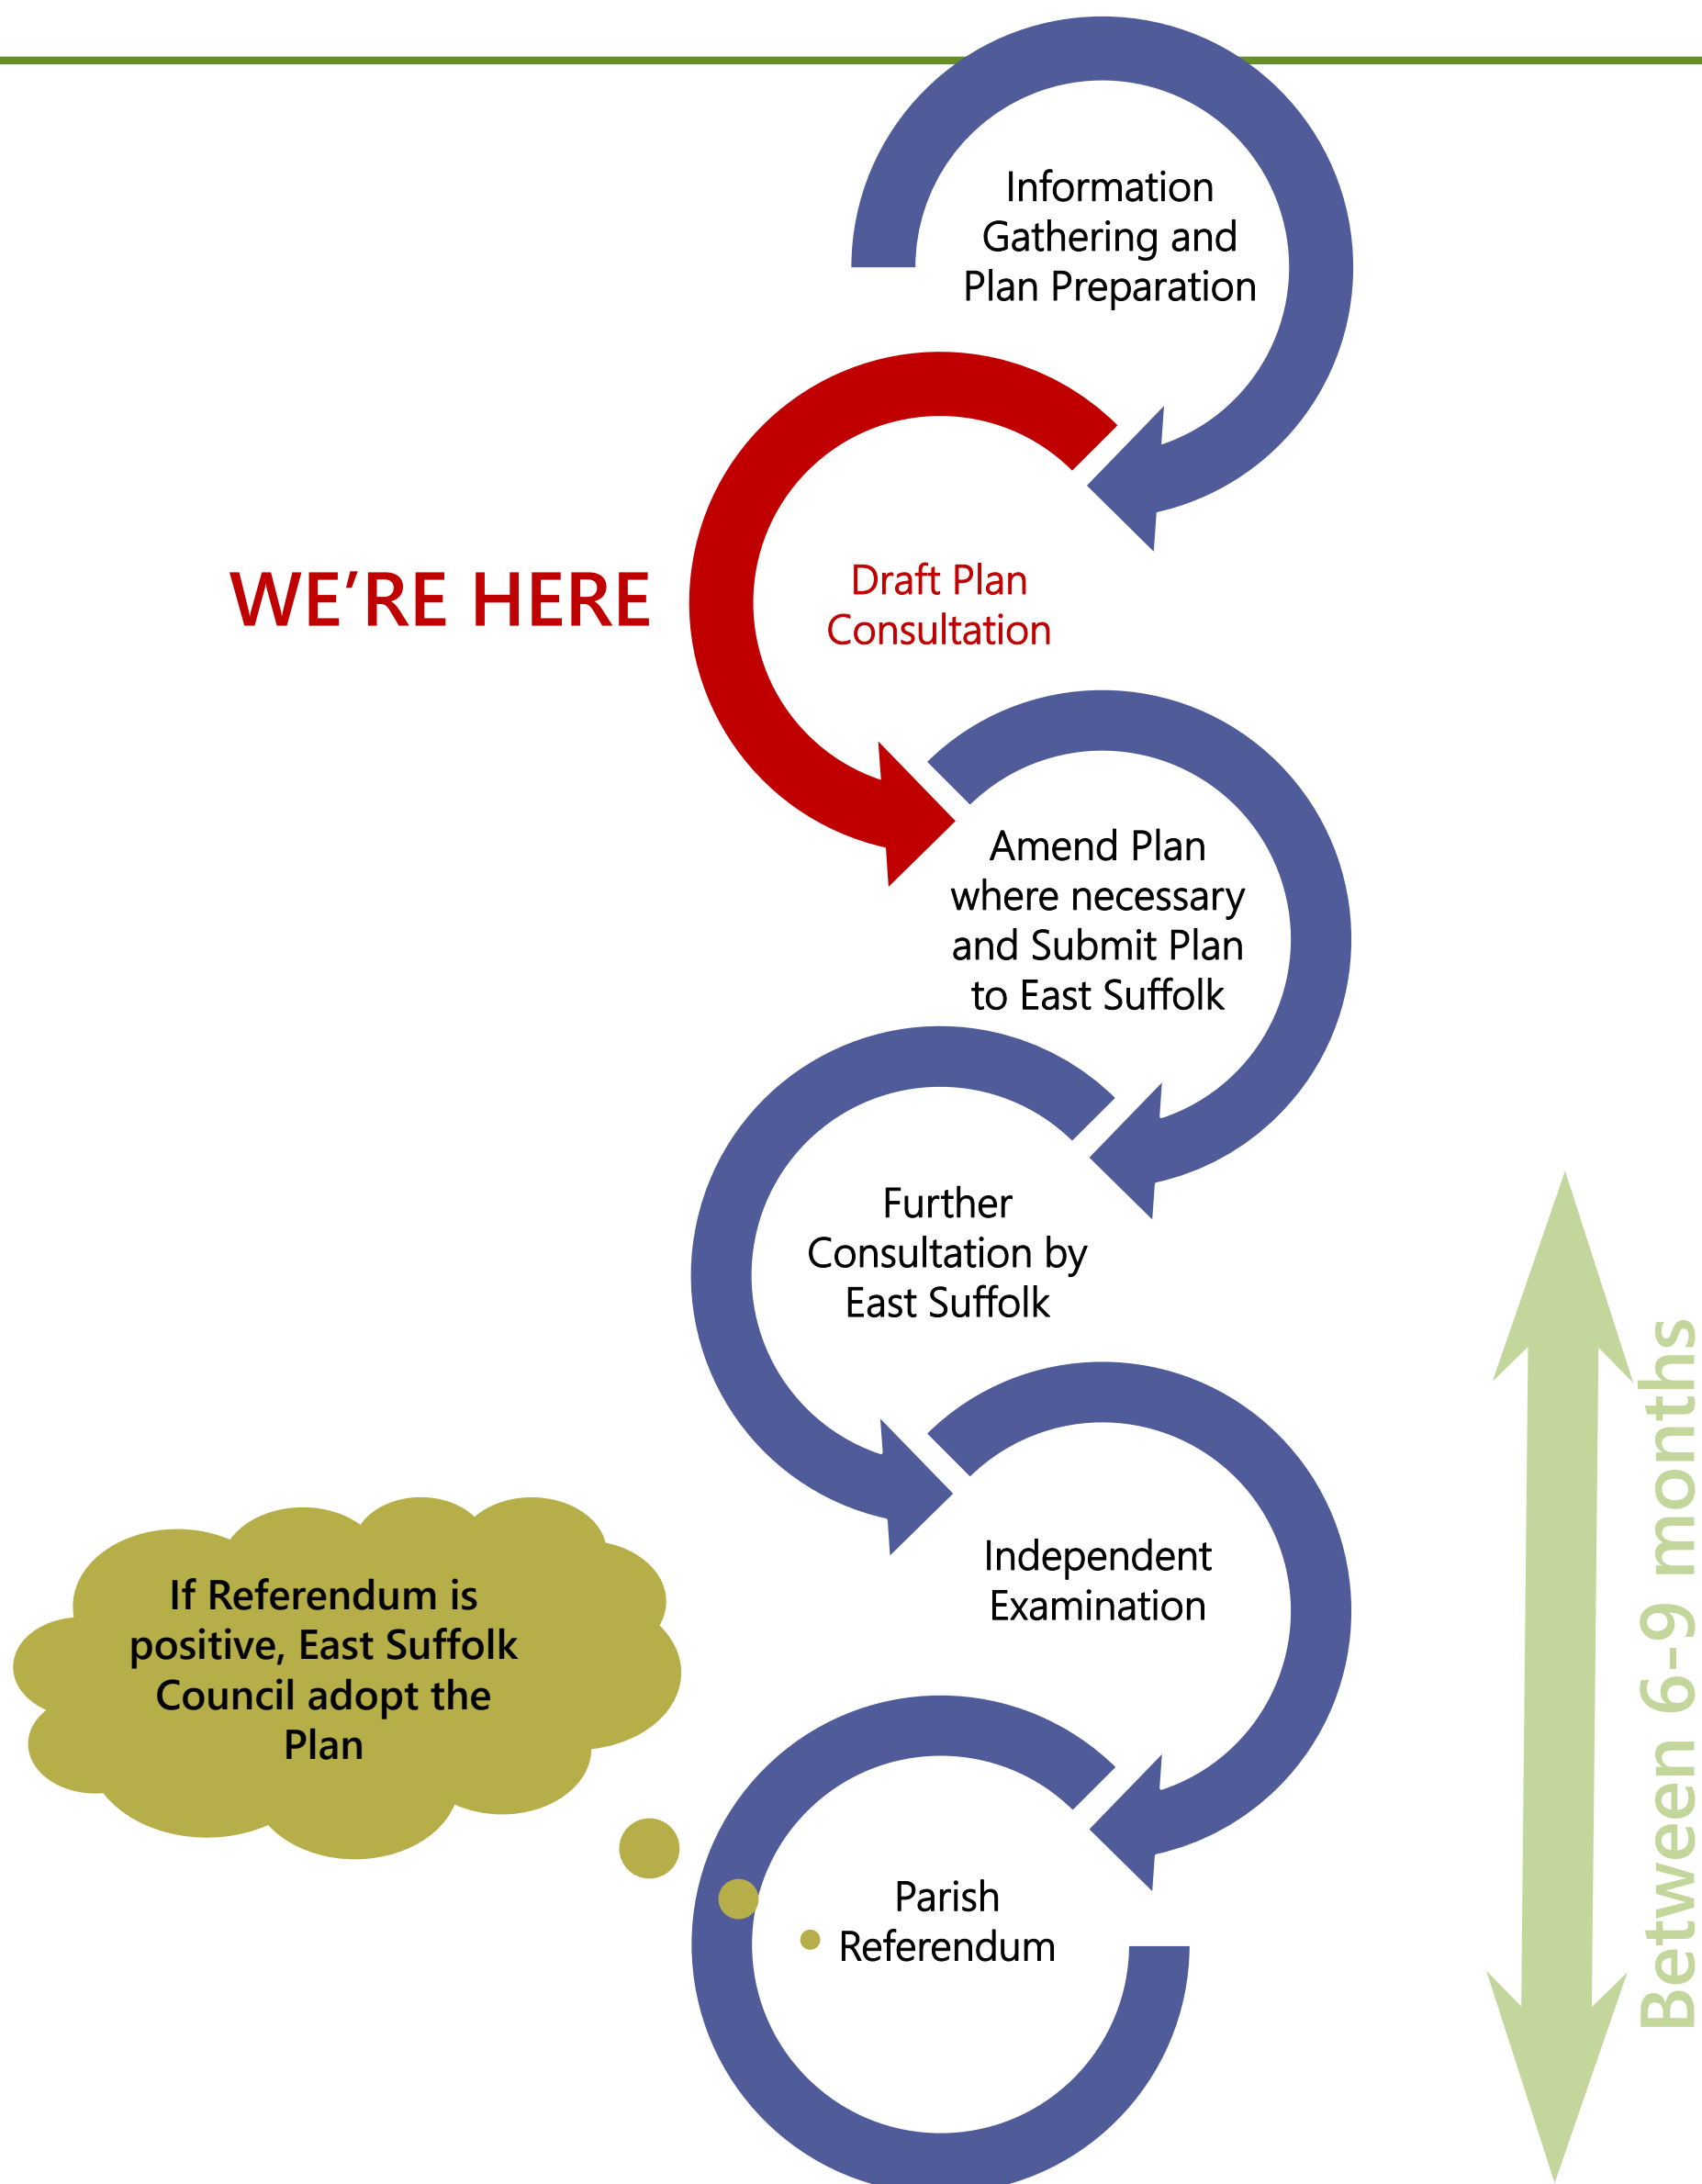 Information
Gathering and
Plan Preparation
WE’RE HERE
Draft Plan
Consultation
Amend Plan
where necessary
and Submit Plan
to East Suffolk
Further
Consultation by
East Suffolk
Independent
Examination
If Referendum is
positive, East Suffolk
Council adopt the
Plan
Parish
Referendum
Between 6-9 months